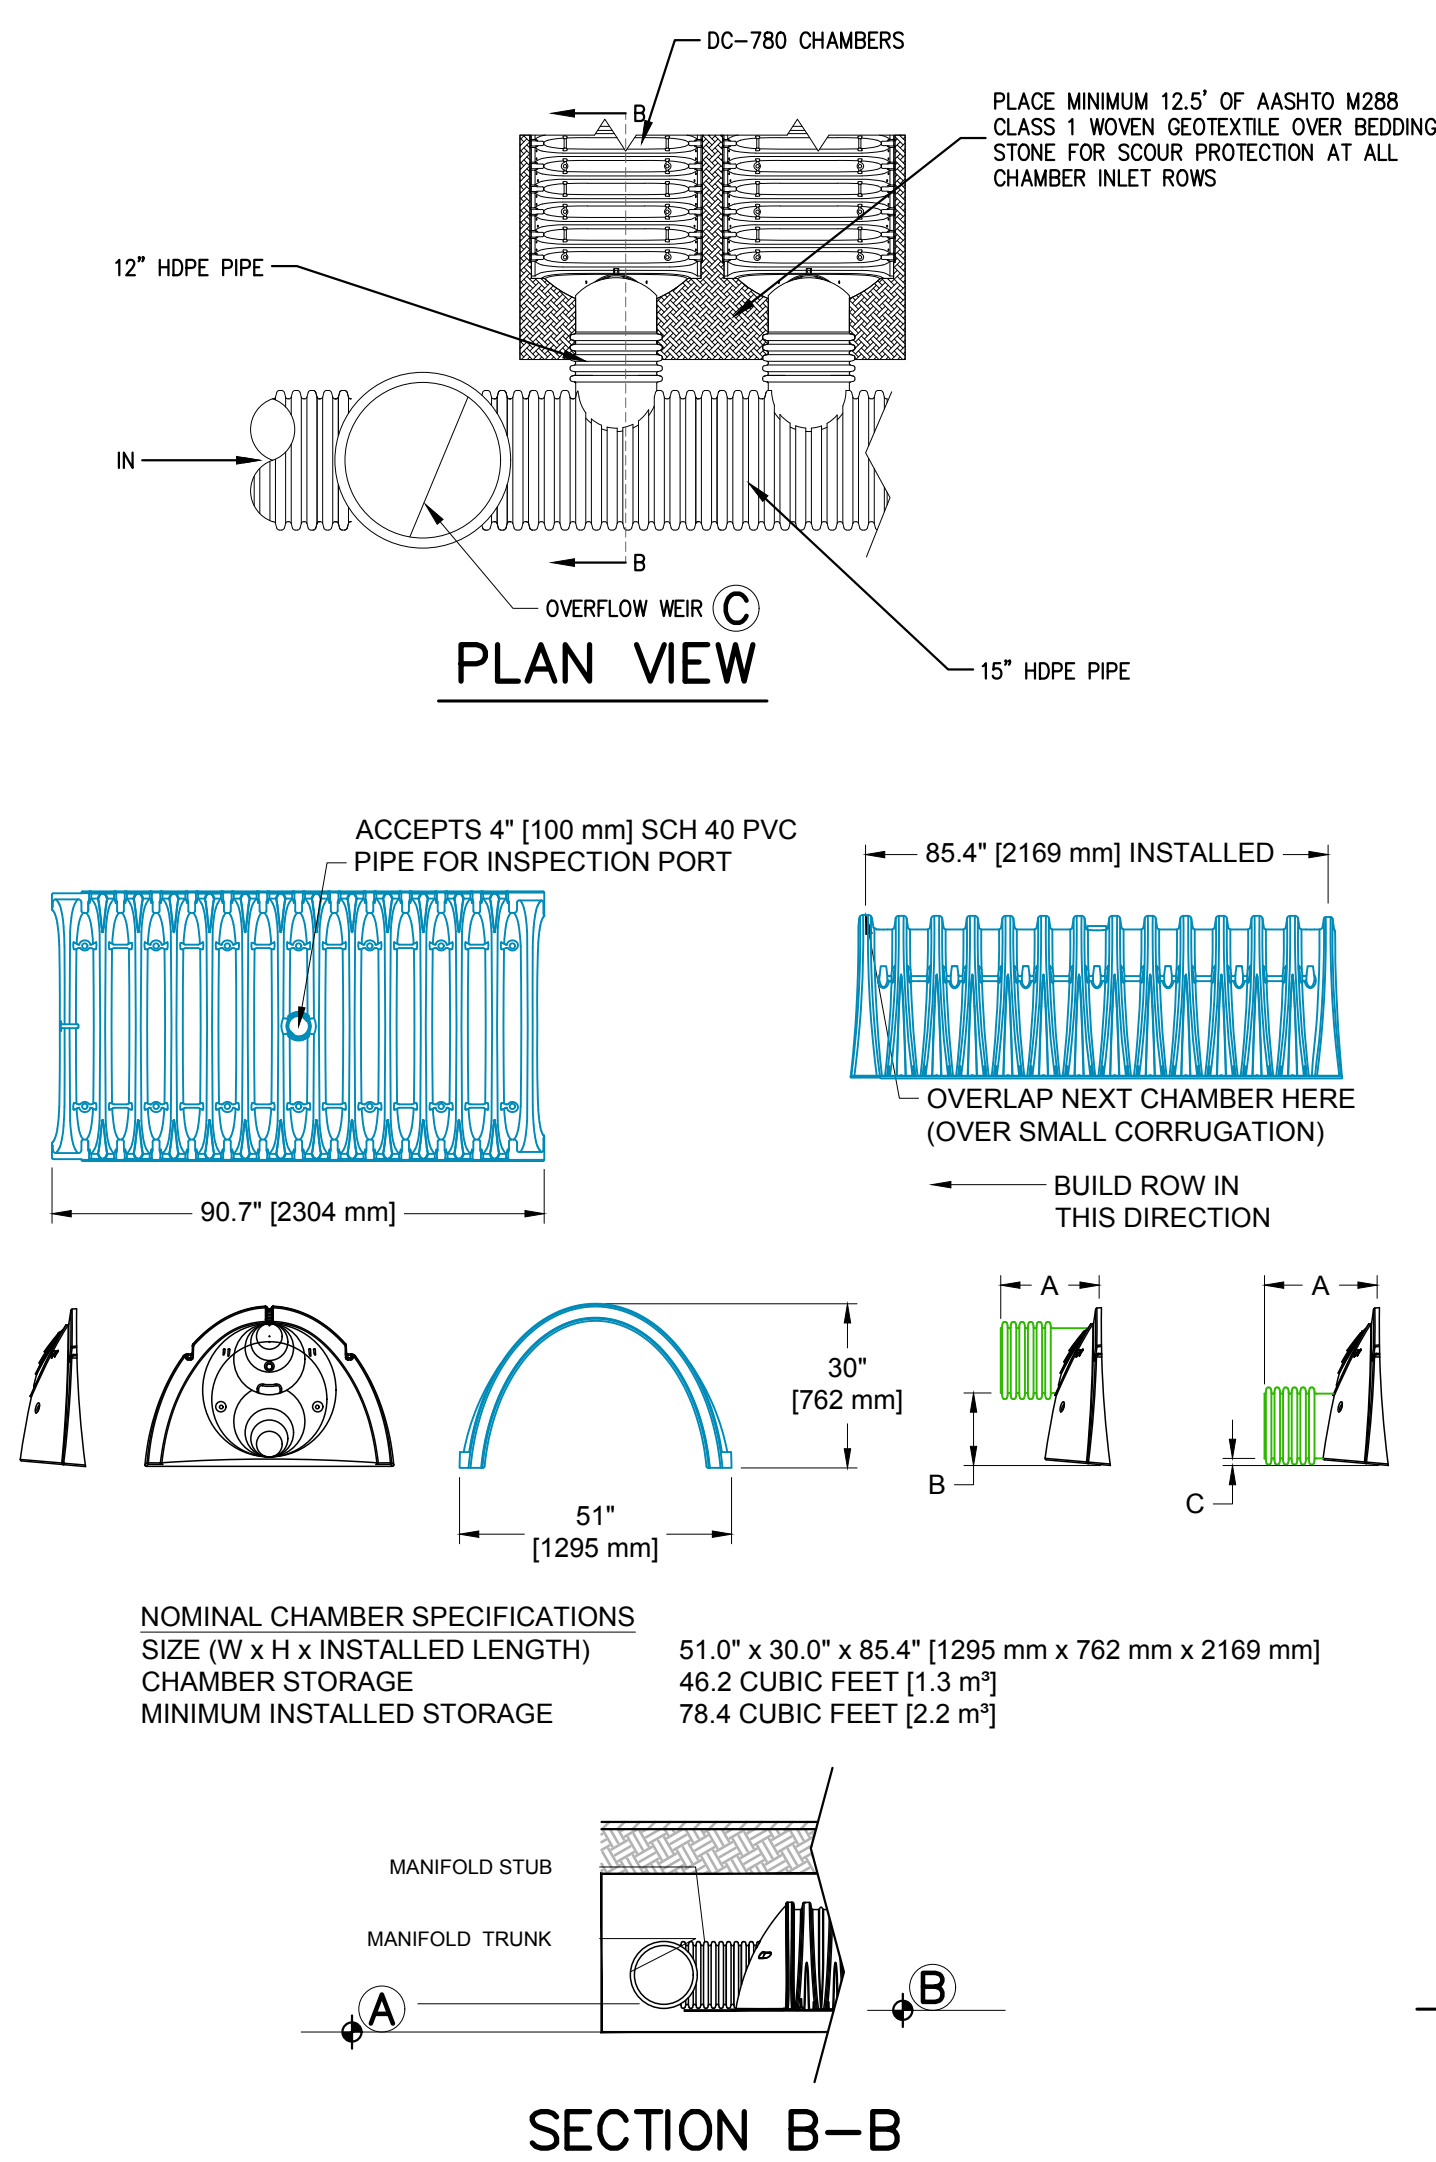 DC-780 CHAMBERS
B
PLACE MINIMUM 12.5' OF AASHTO M288
CLASS 1 WOVEN GEOTEXTILE OVER BEDDING
STONE FOR SCOUR PROTECTION AT ALL
CHAMBER INLET ROWS
12" HDPE PIPE
IN
B
OVERFLOW WEIR C
PLAN VIEW
15" HDPE PIPE
ACCEPTS 4" [100 mm] SCH 40 PVC
PIPE FOR INSPECTION PORT
85.4" [2169 mm] INSTALLED
OVERLAP NEXT CHAMBER HERE
(OVER SMALL CORRUGATION)
BUILD ROW IN
THIS DIRECTION
90.7" [2304 mm]
30"
[762 mm]
51"
[1295 mm]
A
B
A
C
NOMINAL CHAMBER SPECIFICATIONS
SIZE (W x H x INSTALLED LENGTH) 51.0" x 30.0" x 85.4" [1295 mm x 762 mm x 2169 mm]
CHAMBER STORAGE 46.2 CUBIC FEET [1.3 m³]
MINIMUM INSTALLED STORAGE 78.4 CUBIC FEET [2.2 m³]
MANIFOLD STUB
MANIFOLD TRUNK
A
B
SECTION B-B